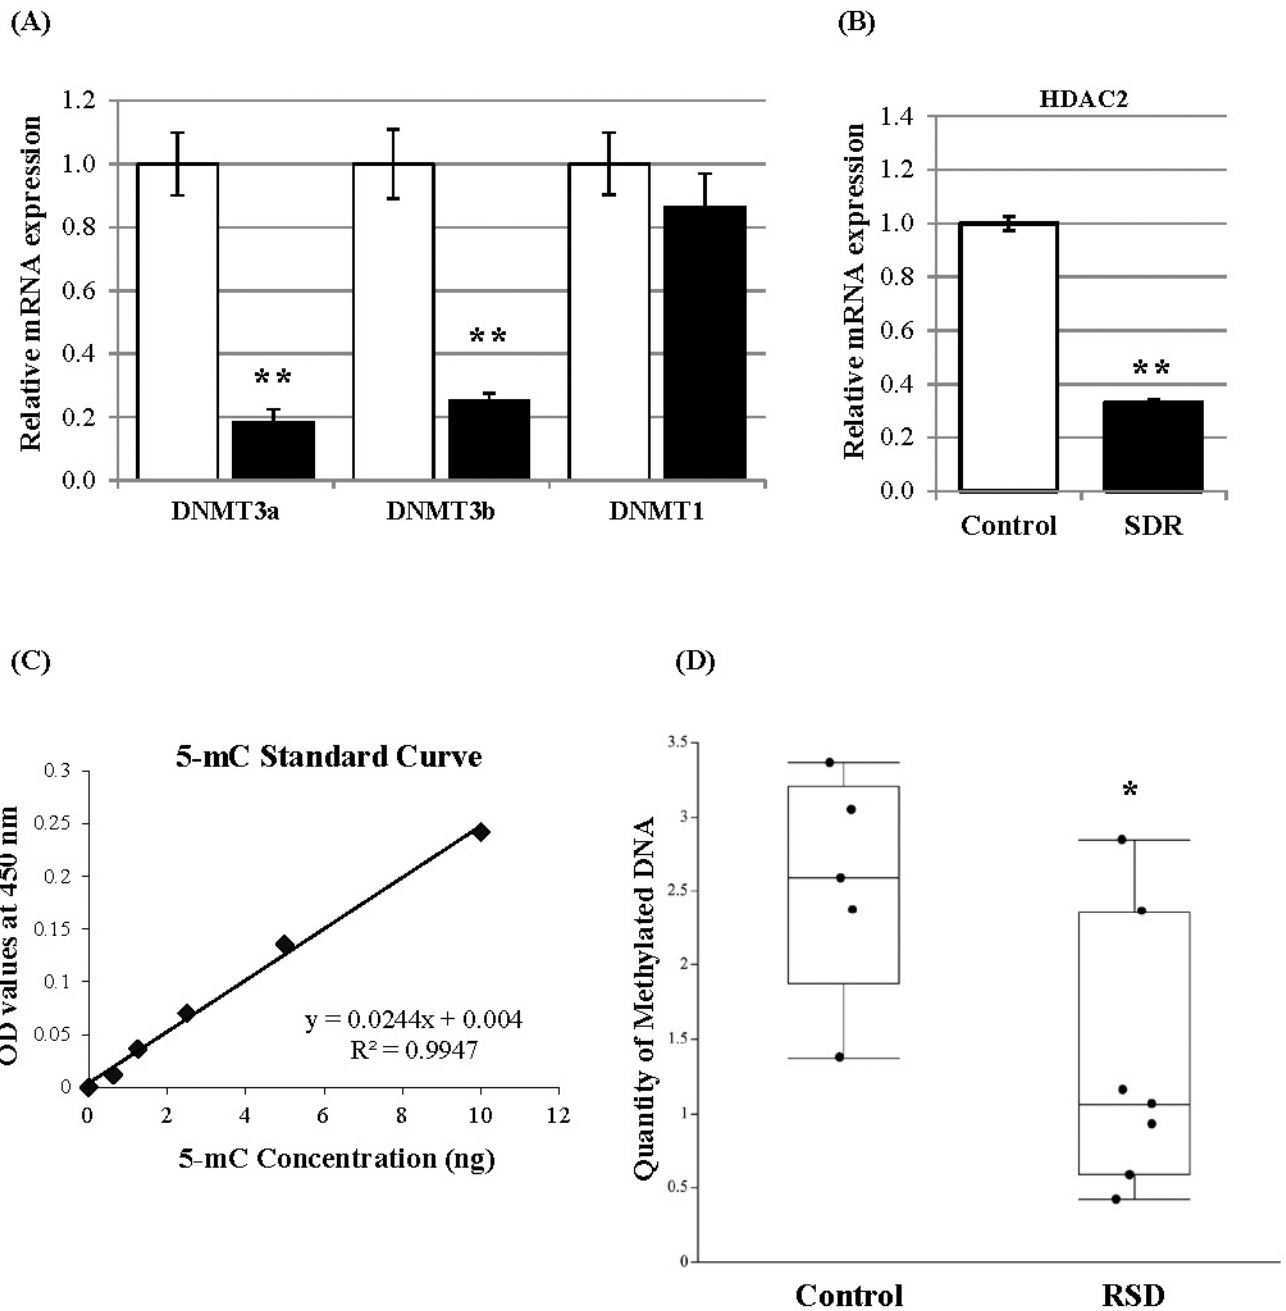 (A)
Relative mRNA expression
1.2
1.0
0.8
0.6
0.4
0.2
0.0
**
**
DNMT3a DNMT3b DNMT1
(B)
HDAC2
Relative mRNA expression
1.4
1.2
1.0
0.8
0.6
0.4
0.2
0.0
**
Control SDR
(C)
5-mC Standard Curve
OD values at 450 nm
0.3
0.25
0.2
0.15
0.1
0.05
0
y = 0.0244x + 0.004
R² = 0.9947
0 2 4 6 8 10 12
5-mC Concentration (ng)
(D)
Quantity of Methylated DNA
3.5
3
2.5
2
1.5
1
0.5
0
*
Control RSD